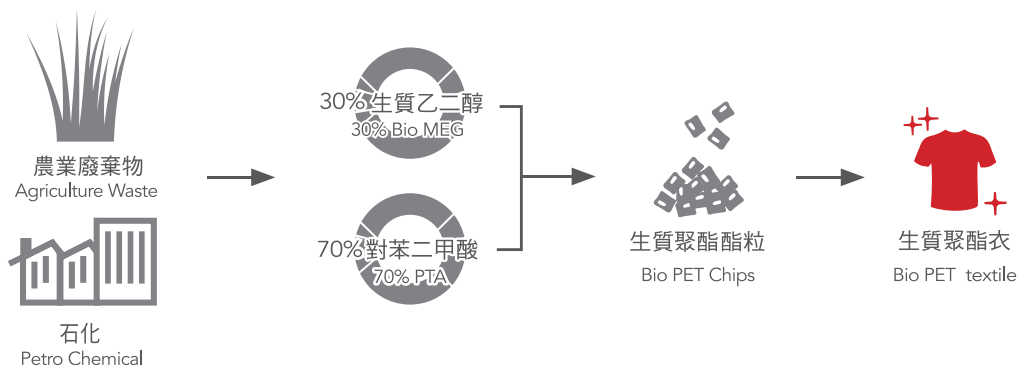 農業廢棄物
Agriculture Waste
石化
Petro Chemical
30% 生質乙二醇
30% Bio MEG
70% 對苯二甲酸
70% PTA
生質聚酯酯粒
Bio PET Chips
生質聚酯衣
Bio PET textile